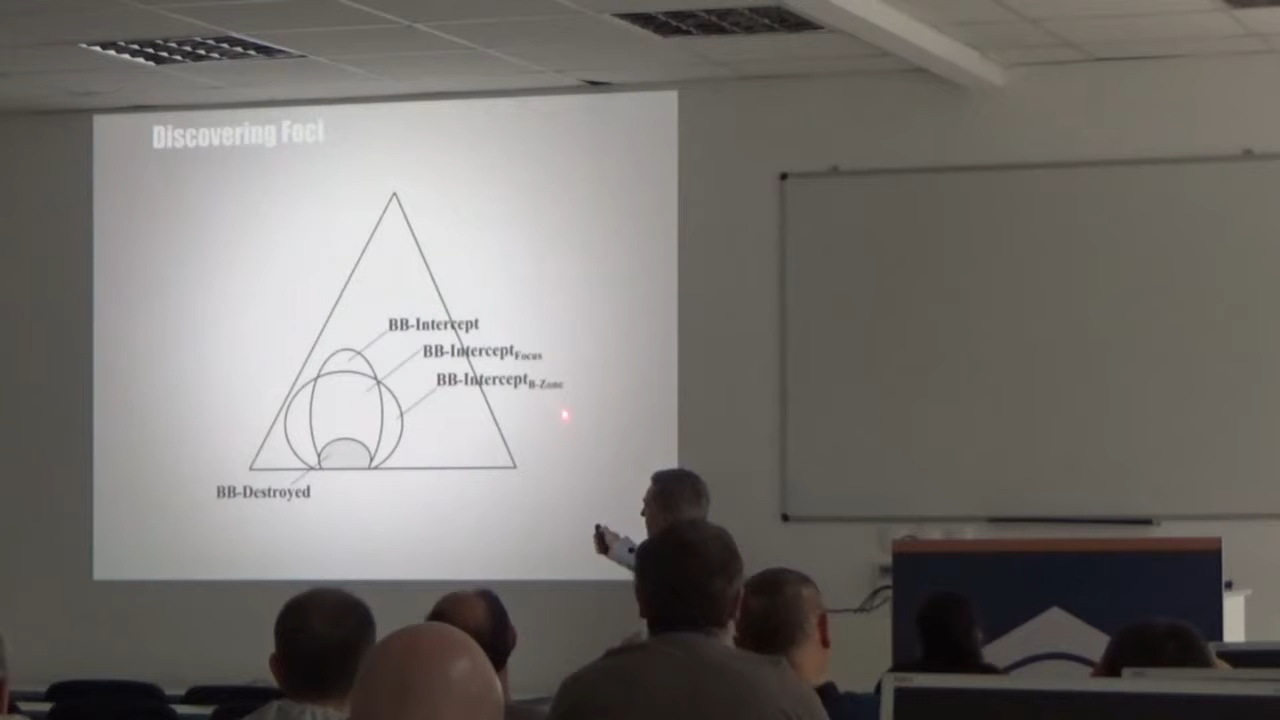 Discovering Foci
BB-Intercept
BB-InterceptFocus
BB-InterceptB-Zone
BB-Destroyed